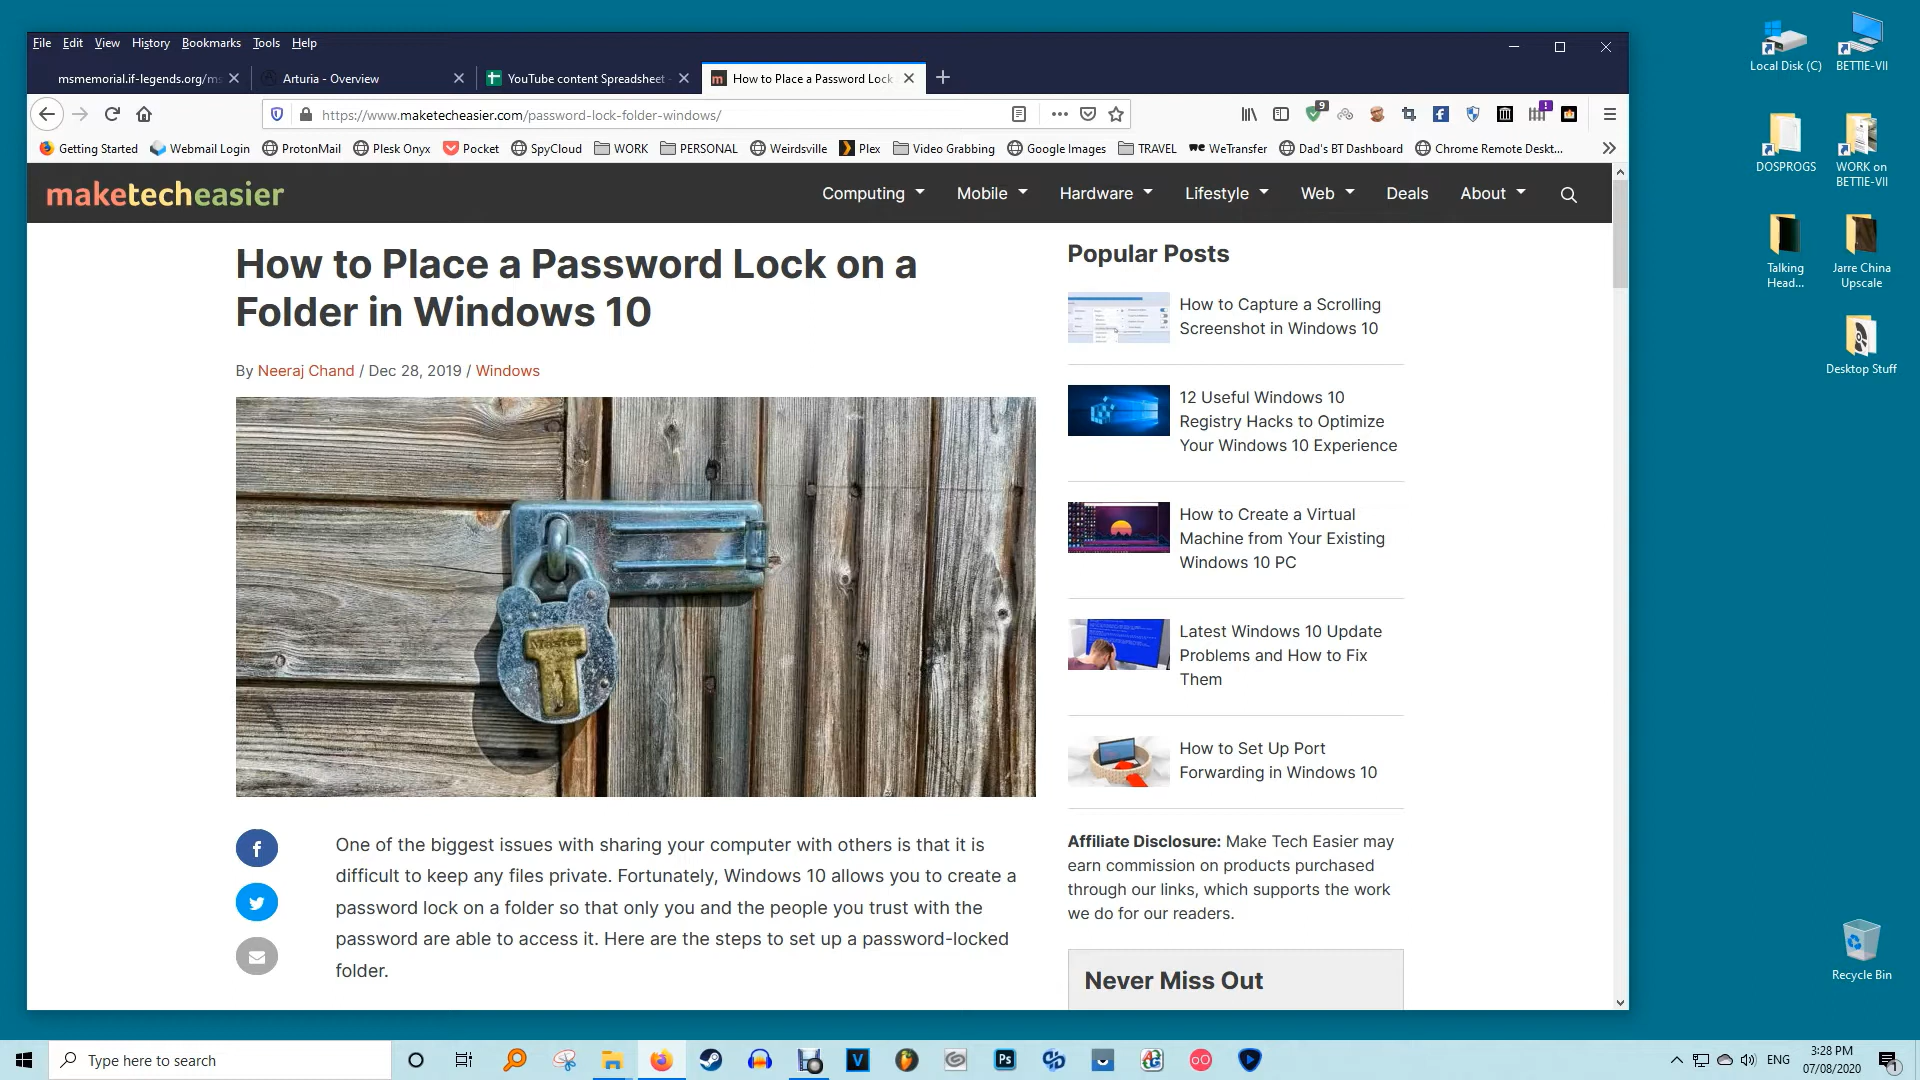 File Edit View History Bookmarks Tools Help
msmemorial.if-legends.org/ms
Arturia - Overview
YouTube content Spreadsheet -
How to Place a Password Lock
https://www.maketecheasier.com/password-lock-folder-windows/
9
!
Getting Started
Webmail Login
ProtonMail
Plesk Onyx
Pocket
SpyCloud
WORK
PERSONAL
Weirdsville
Plex
Video Grabbing
Google Images
TRAVEL
WeTransfer
Dad's BT Dashboard
Chrome Remote Deskt...
maketecheasier
Computing
Mobile
Hardware
Lifestyle
Web
Deals
About
How to Place a Password Lock on a
Folder in Windows 10
By Neeraj Chand / Dec 28, 2019 / Windows
Master
One of the biggest issues with sharing your computer with others is that it is
difficult to keep any files private. Fortunately, Windows 10 allows you to create a
password lock on a folder so that only you and the people you trust with the
password are able to access it. Here are the steps to set up a password-locked
folder.
Popular Posts
How to Capture a Scrolling
Screenshot in Windows 10
12 Useful Windows 10
Registry Hacks to Optimize
Your Windows 10 Experience
How to Create a Virtual
Machine from Your Existing
Windows 10 PC
Latest Windows 10 Update
Problems and How to Fix
Them
How to Set Up Port
Forwarding in Windows 10
Affiliate Disclosure: Make Tech Easier may
earn commission on products purchased
through our links, which supports the work
we do for our readers.
Never Miss Out
Local Disk (C)
BETTIE-VII
DOSPROGS
WORK on
BETTIE-VII
Talking
Head...
Jarre China
Upscale
Desktop Stuff
Recycle Bin
Type here to search
V
Ps
ENG
3:28 PM
07/08/2020
1